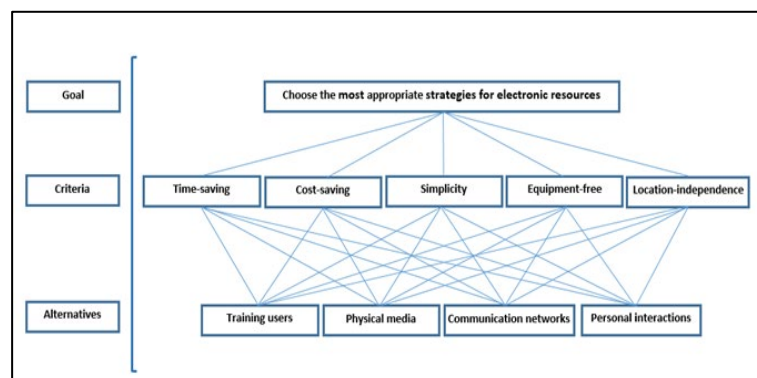 Goal
Choose the most appropriate strategies for electronic resources
Criteria
Time-saving
Cost-saving
Simplicity
Equipment-free
Location-independence
Alternatives
Training users
Physical media
Communication networks
Personal interactions